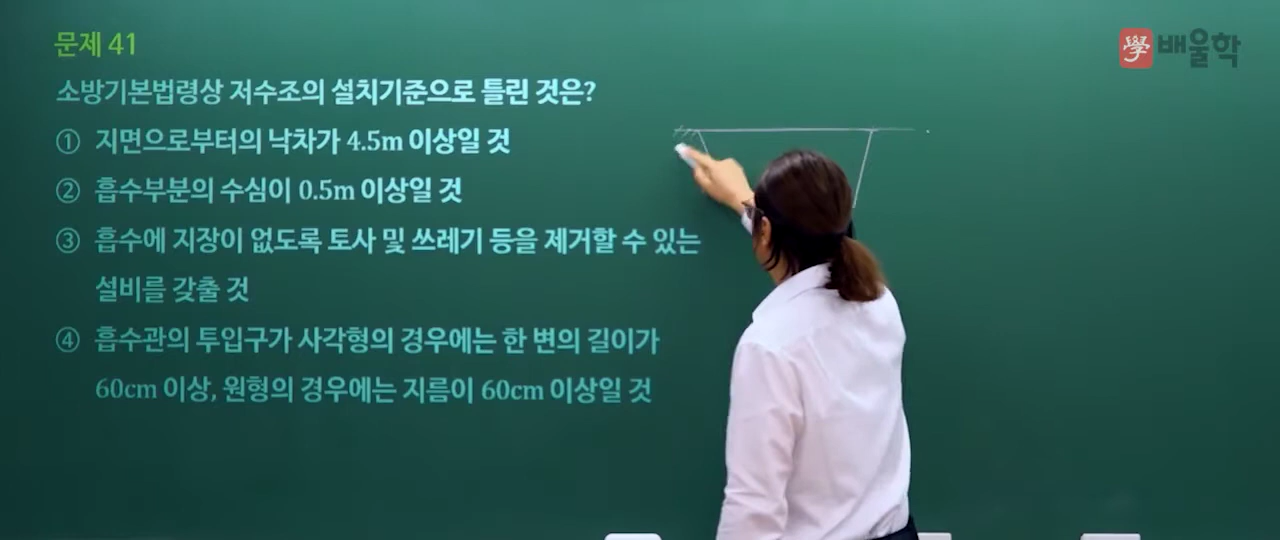 문제 41
學 배울학
소방기본법령상 저수조의 설치기준으로 틀린 것은?
① 지면으로부터의 낙차가 4.5m 이상일 것
② 흡수부분의 수심이 0.5m 이상일 것
③ 흡수에 지장이 없도록 토사 및 쓰레기 등을 제거할 수 있는
설비를 갖출 것
④ 흡수관의 투입구가 사각형의 경우에는 한 변의 길이가
60cm 이상, 원형의 경우에는 지름이 60cm 이상일 것